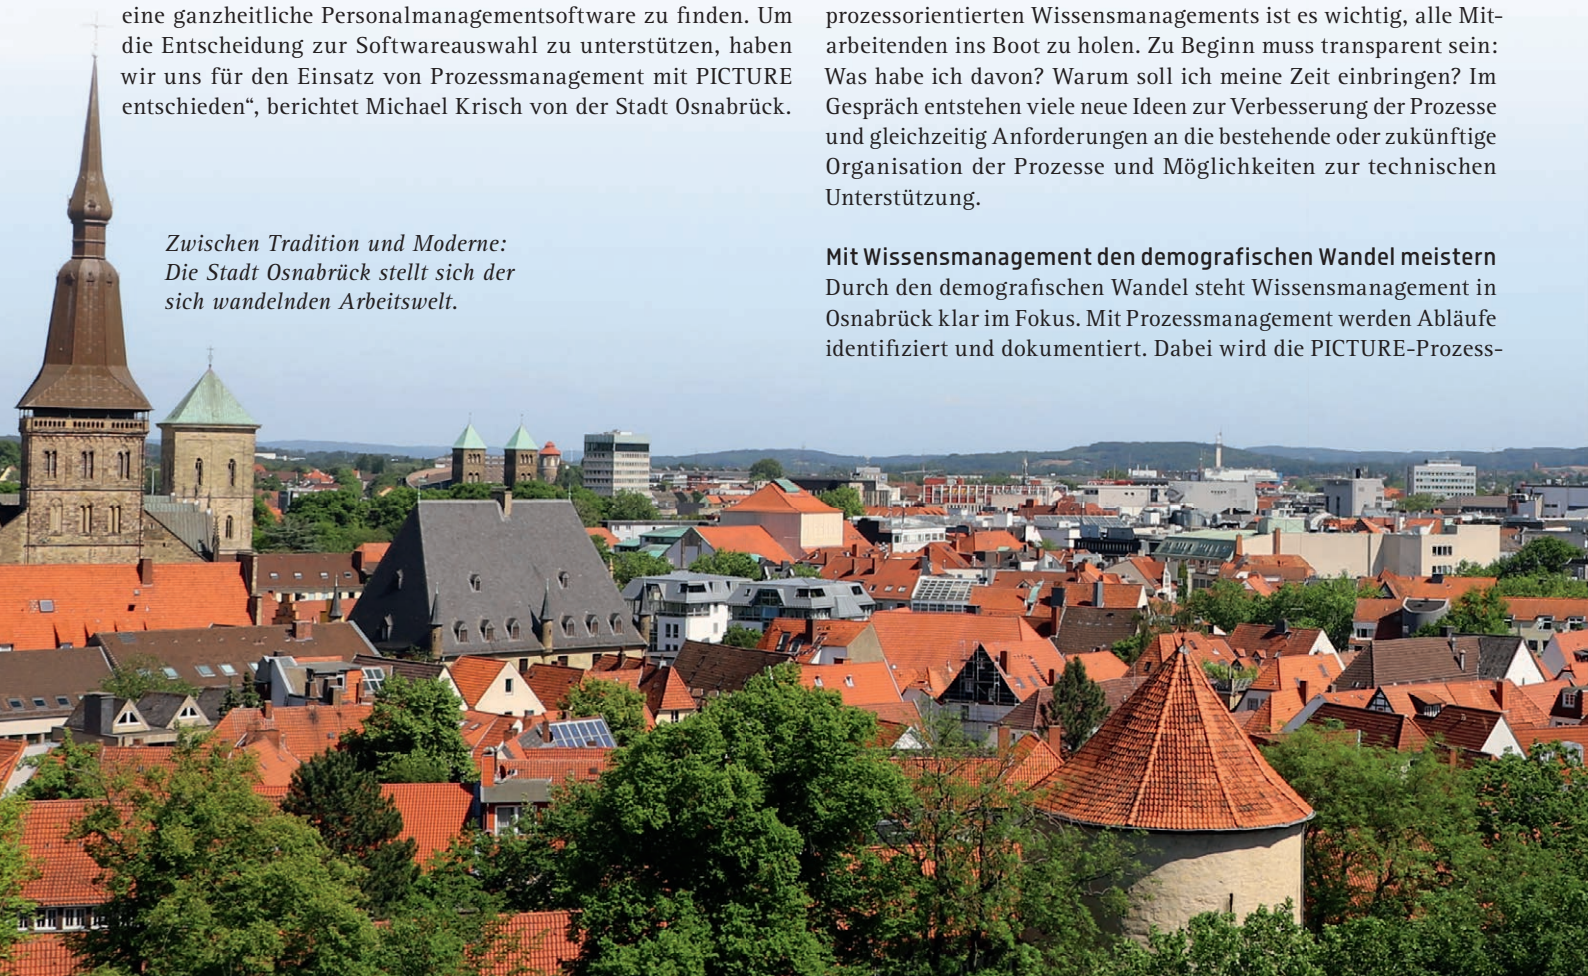 eine ganzheitliche Personalmanagementsoftware zu finden. Um
die Entscheidung zur Softwareauswahl zu unterstützen, haben
wir uns für den Einsatz von Prozessmanagement mit PICTURE
entschieden“, berichtet Michael Krisch von der Stadt Osnabrück.
Zwischen Tradition und Moderne:
Die Stadt Osnabrück stellt sich der
sich wandelnden Arbeitswelt.
prozessorientierten Wissensmanagements ist es wichtig, alle Mit-
arbeitenden ins Boot zu holen. Zu Beginn muss transparent sein:
Was habe ich davon? Warum soll ich meine Zeit einbringen? Im
Gespräch entstehen viele neue Ideen zur Verbesserung der Prozesse
und gleichzeitig Anforderungen an die bestehende oder zukünftige
Organisation der Prozesse und Möglichkeiten zur technischen
Unterstützung.
Mit Wissensmanagement den demografischen Wandel meistern
Durch den demografischen Wandel steht Wissensmanagement in
Osnabrück klar im Fokus. Mit Prozessmanagement werden Abläufe
identifiziert und dokumentiert. Dabei wird die PICTURE-Prozess-